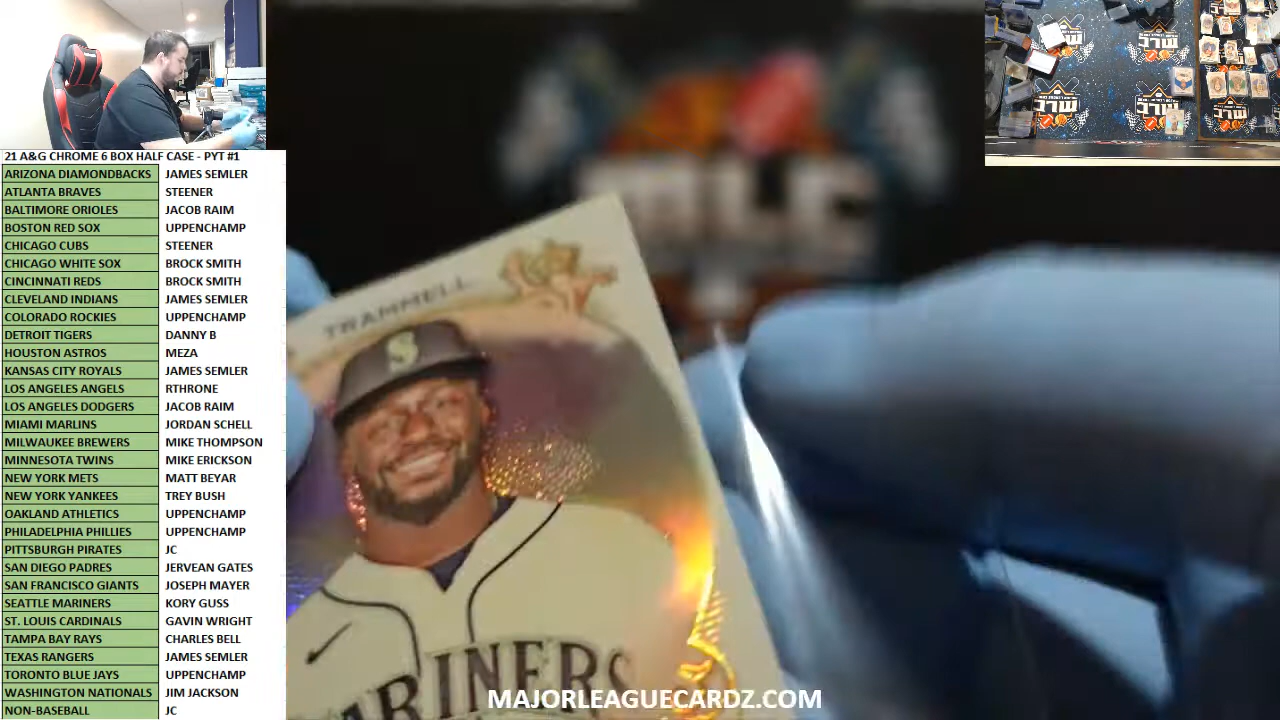 21 A&G CHROME 6 BOX HALF CASE - PYT #1
ARIZONA DIAMONDBACKS JAMES SEMLER
ATLANTA BRAVES STEENER
BALTIMORE ORIOLES JACOB RAIM
BOSTON RED SOX UPPENCHAMP
CHICAGO CUBS STEENER
CHICAGO WHITE SOX BROCK SMITH
CINCINNATI REDS BROCK SMITH
CLEVELAND INDIANS JAMES SEMLER
COLORADO ROCKIES UPPENCHAMP
DETROIT TIGERS DANNY B
HOUSTON ASTROS MEZA
KANSAS CITY ROYALS JAMES SEMLER
LOS ANGELES ANGELS RTHRONE
LOS ANGELES DODGERS JACOB RAIM
MIAMI MARLINS JORDAN SCHELL
MILWAUKEE BREWERS MIKE THOMPSON
MINNESOTA TWINS MIKE ERICKSON
NEW YORK METS MATT BEYAR
NEW YORK YANKEES TREY BUSH
OAKLAND ATHLETICS UPPENCHAMP
PHILADELPHIA PHILLIES UPPENCHAMP
PITTSBURGH PIRATES JC
SAN DIEGO PADRES JERVEAN GATES
SAN FRANCISCO GIANTS JOSEPH MAYER
SEATTLE MARINERS KORY GUSS
ST. LOUIS CARDINALS GAVIN WRIGHT
TAMPA BAY RAYS CHARLES BELL
TEXAS RANGERS JAMES SEMLER
TORONTO BLUE JAYS UPPENCHAMP
WASHINGTON NATIONALS JIM JACKSON
NON-BASEBALL JC
MLC
TRAMMELL
S
MARINERS
MAJORLEAGUECARDZ.COM